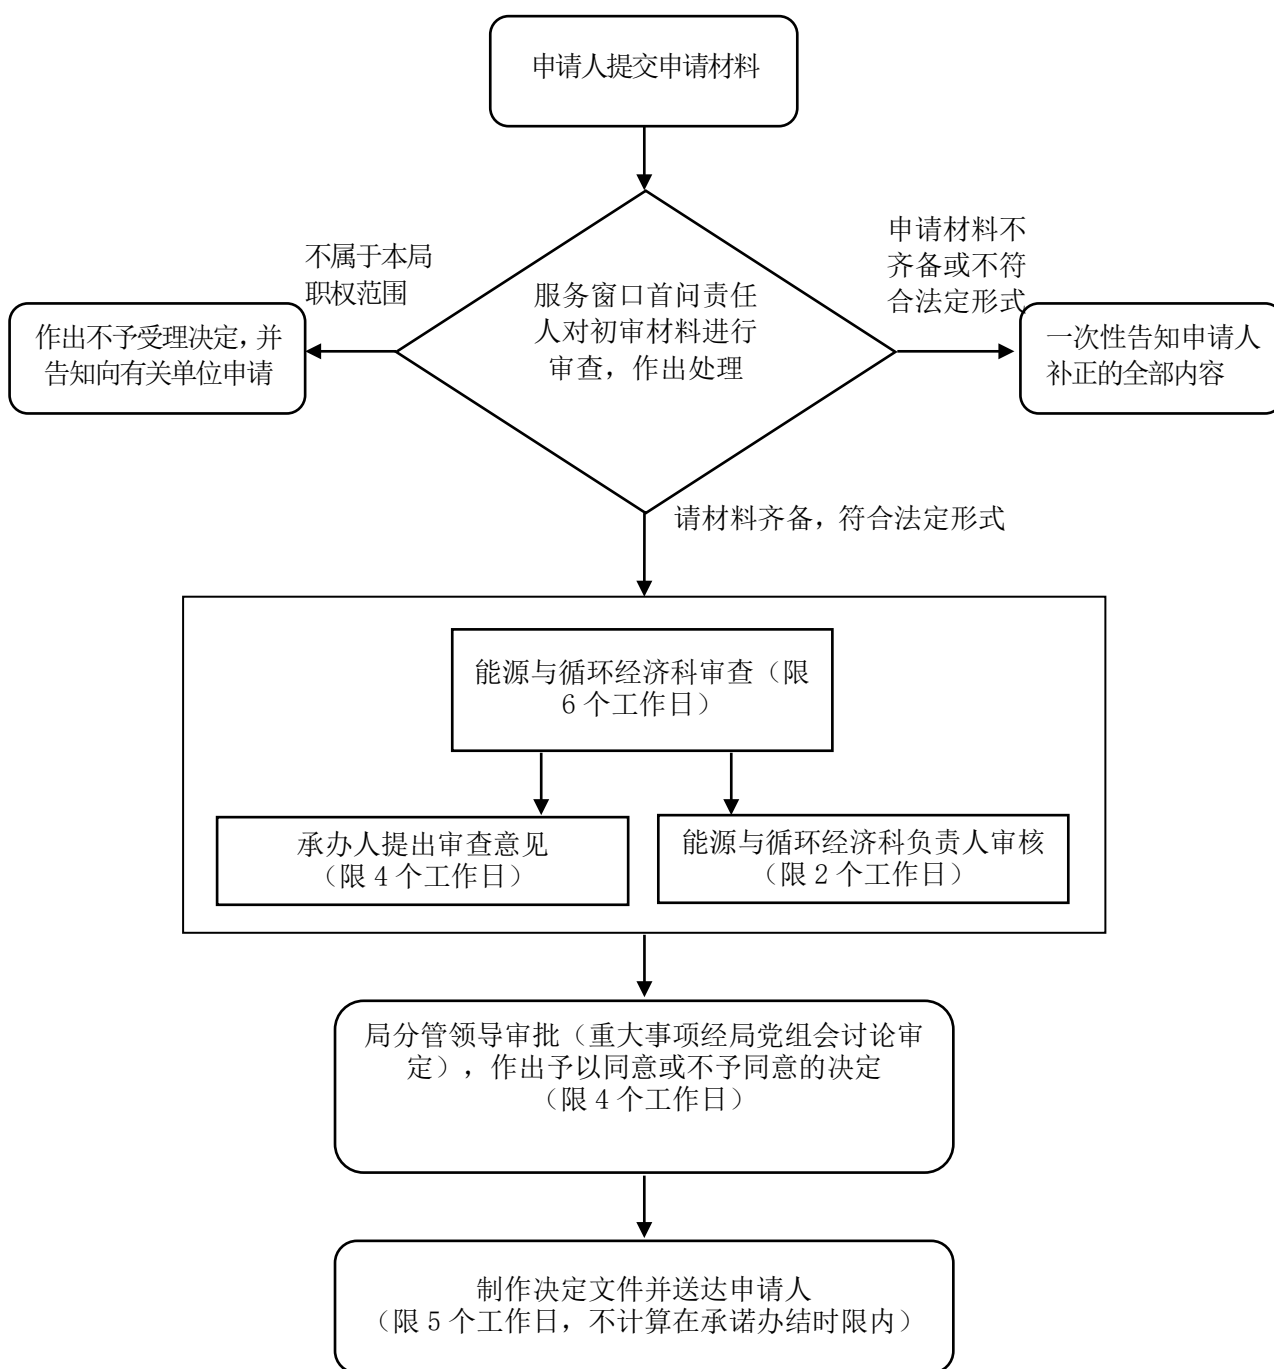 申请人提交申请材料
不属于本局
职权范围
申请材料不
齐备或不符
合法定形式
服务窗口首问责任
人对初审材料进行
审查，作出处理
作出不予受理决定，并
告知向有关单位申请
一次性告知申请人
补正的全部内容
请材料齐备，符合法定形式
能源与循环经济科审查（限
6 个工作日）
承办人提出审查意见
（限 4 个工作日）
能源与循环经济科负责人审核
（限 2 个工作日）
局分管领导审批（重大事项经局党组会讨论审
定），作出予以同意或不予同意的决定
（限 4 个工作日）
制作决定文件并送达申请人
（限 5 个工作日，不计算在承诺办结时限内）